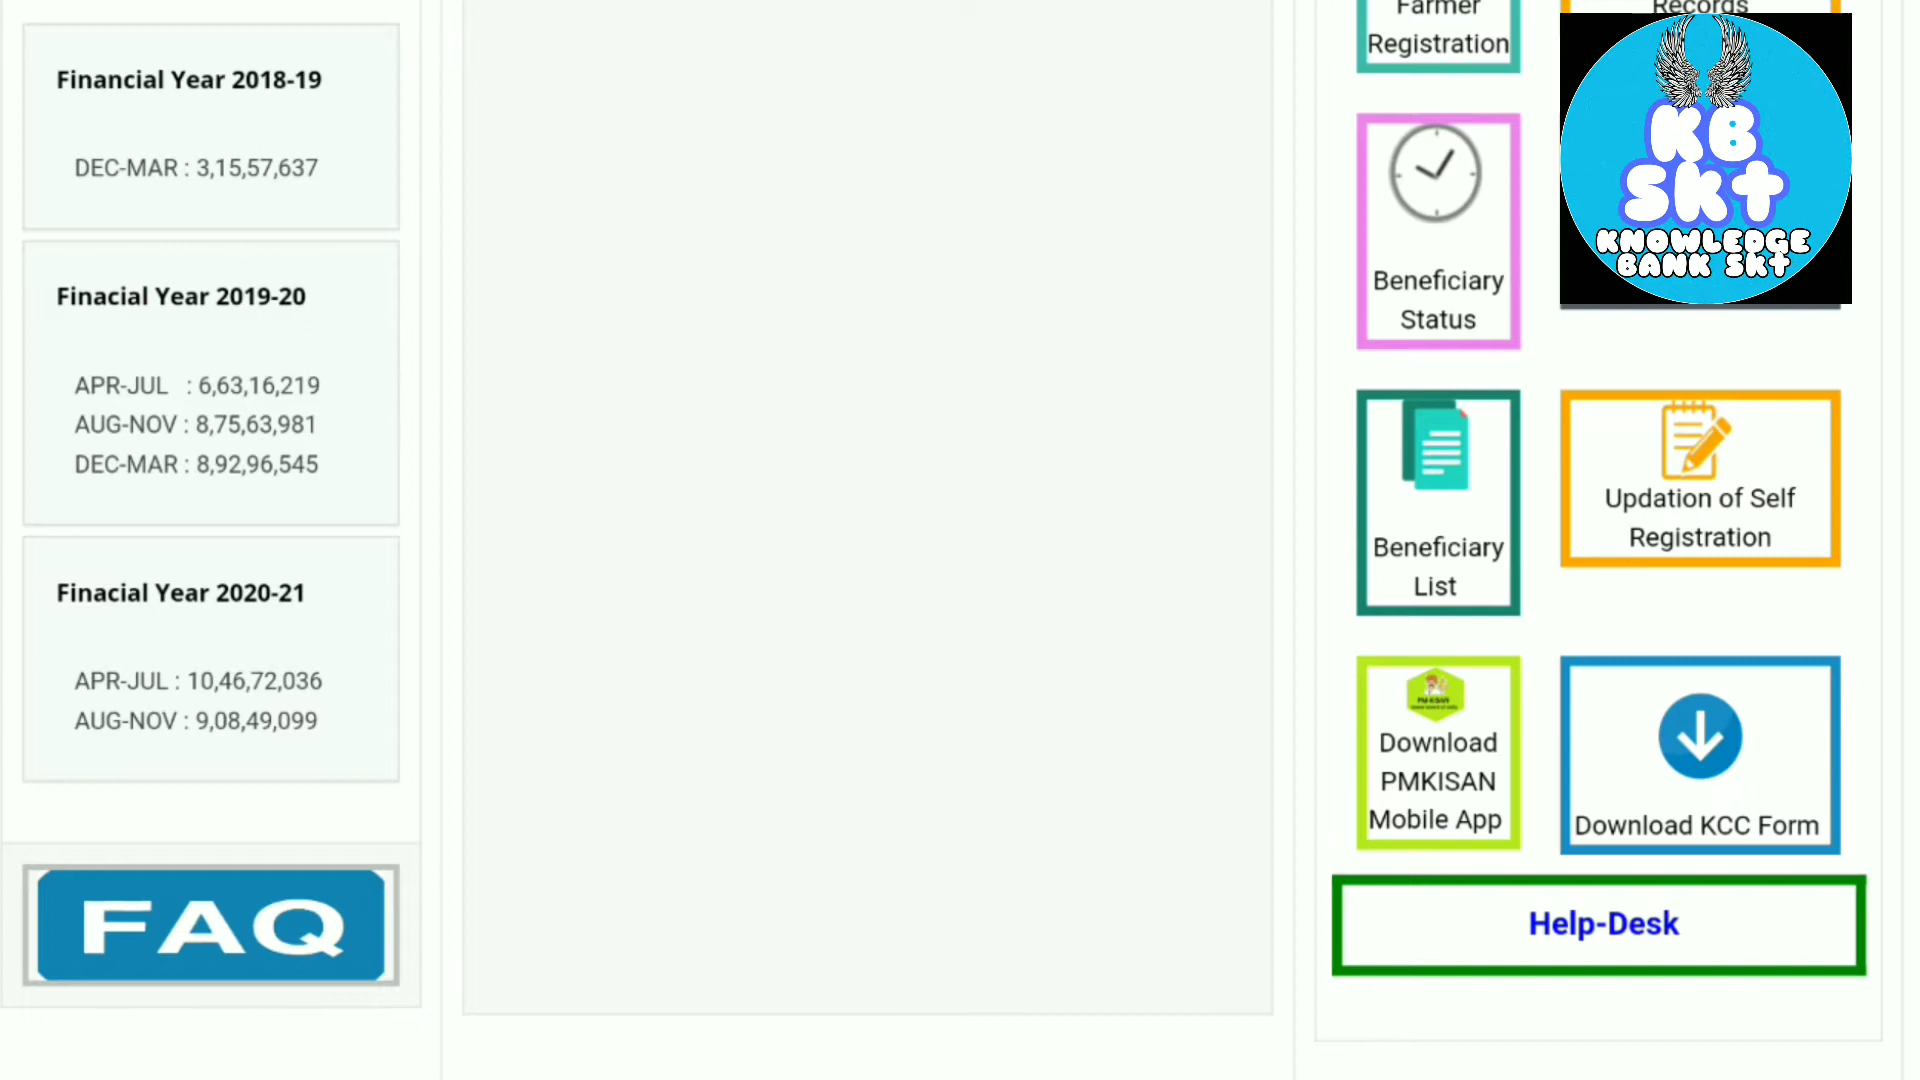 Financial Year 2018-19
DEC-MAR : 3,15,57,637
Finacial Year 2019-20
APR-JUL : 6,63,16,219
AUG-NOV : 8,75,63,981
DEC-MAR : 8,92,96,545
Finacial Year 2020-21
APR-JUL : 10,46,72,036
AUG-NOV : 9,08,49,099
FAQ
Farmer
Registration
Records
KB
Skt
KNOWLEDGE
BANK SKT
Beneficiary
Status
Beneficiary
List
Updation of Self
Registration
PM-KISAN
Download
PMKISAN
Mobile App
Download KCC Form
Help-Desk